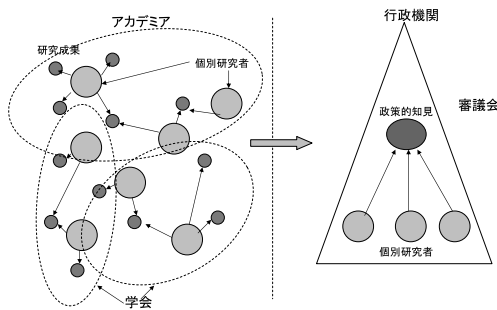 アカデミア
研究成果
個別研究者
学会
行政機関
審議会
政策的知見
個別研究者